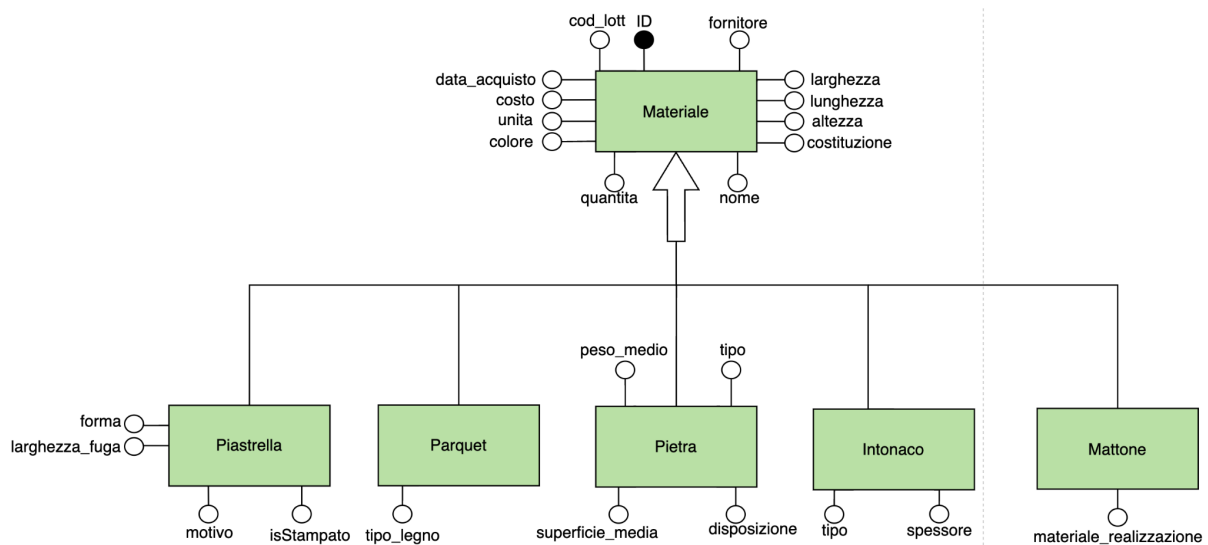 cod_lott
ID
fornitore
data_acquisto
larghezza
costo
lunghezza
unita
Materiale
altezza
colore
costituzione
quantita
nome
peso_medio
tipo
forma
larghezza_fuga
Piastrella
Parquet
Pietra
Intonaco
Mattone
motivo
isStampato
tipo_legno
superficie_media
disposizione
tipo
spessore
materiale_realizzazione